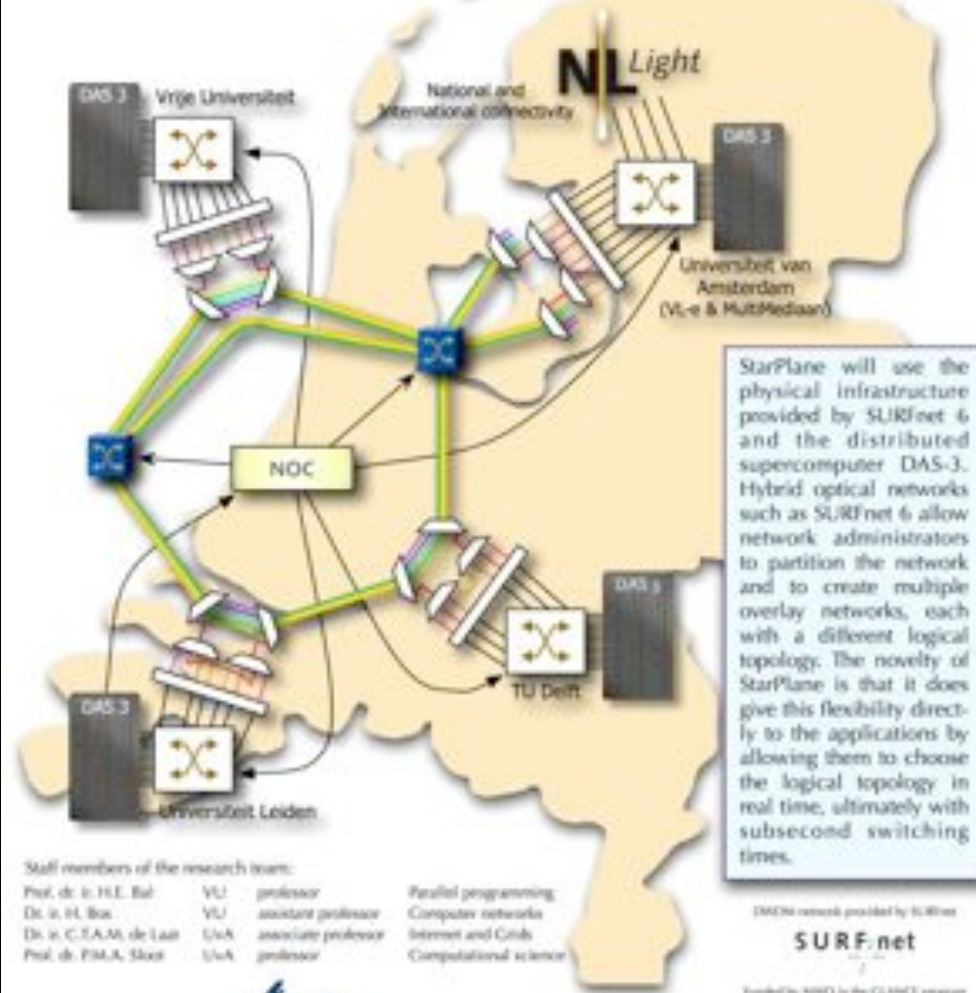 NL Light
National and
International connectivity
DAS 3
Vrije Universiteit
DAS 3
Universiteit van
Amsterdam
(VL-e & MultiMediaan)
NOC
DAS 3
TU Delft
DAS 3
Universiteit Leiden
StarPlane will use the
physical infrastructure
provided by SURFnet 6
and the distributed
supercomputer DAS-3.
Hybrid optical networks
such as SURFnet 6 allow
network administrators
to partition the network
and to create multiple
overlay networks, each
with a different logical
topology. The novelty of
StarPlane is that it does
give this flexibility direct-
ly to the applications by
allowing them to choose
the logical topology in
real time, ultimately with
subsecond switching
times.
Staff members of the research team:
Prof. dr. ir. H.E. Bal VU professor Parallel programming
Dr. ir. H. Bos VU assistant professor Computer networks
Dr. ir. C.T.A.M. de Laat UvA associate professor Internet and Grids
Prof. dr. P.M.A. Sloot UvA professor Computational science
DWDM network provided by SURFnet
SURF net